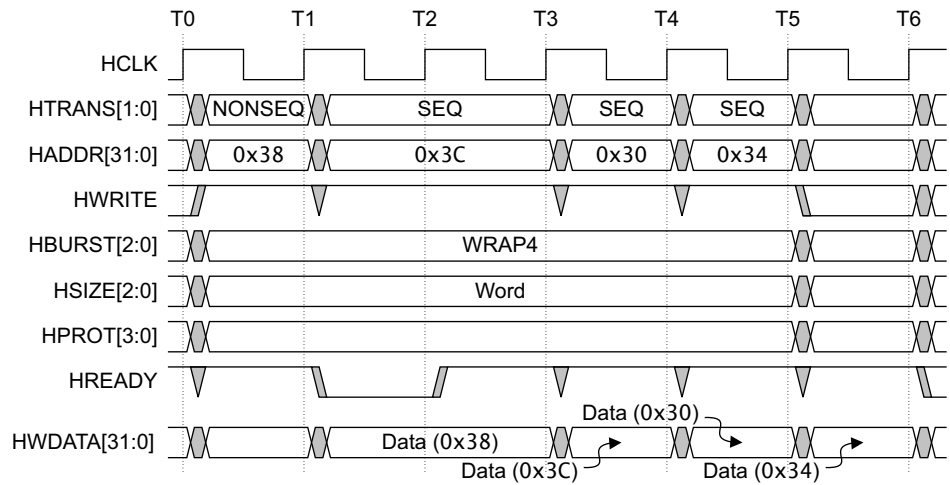 T0 T1 T2 T3 T4 T5 T6
HCLK
HTRANS[1:0] NONSEQ SEQ SEQ SEQ
HADDR[31:0] 0x38 0x3C 0x30 0x34
HWRITE
HBURST[2:0] WRAP4
HSIZE[2:0] Word
HPROT[3:0]
HREADY
Data (0x30)
HWDATA[31:0] Data (0x38)
Data (0x3C) Data (0x34)